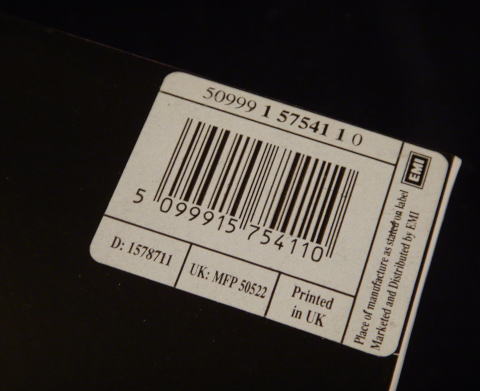 50999 1 57541 1 0
5 099915 754110
D: 1578711
UK: MFP 50522
Printed
in UK
EMI
Place of manufacture as stated on label
Marketed and Distributed by EMI